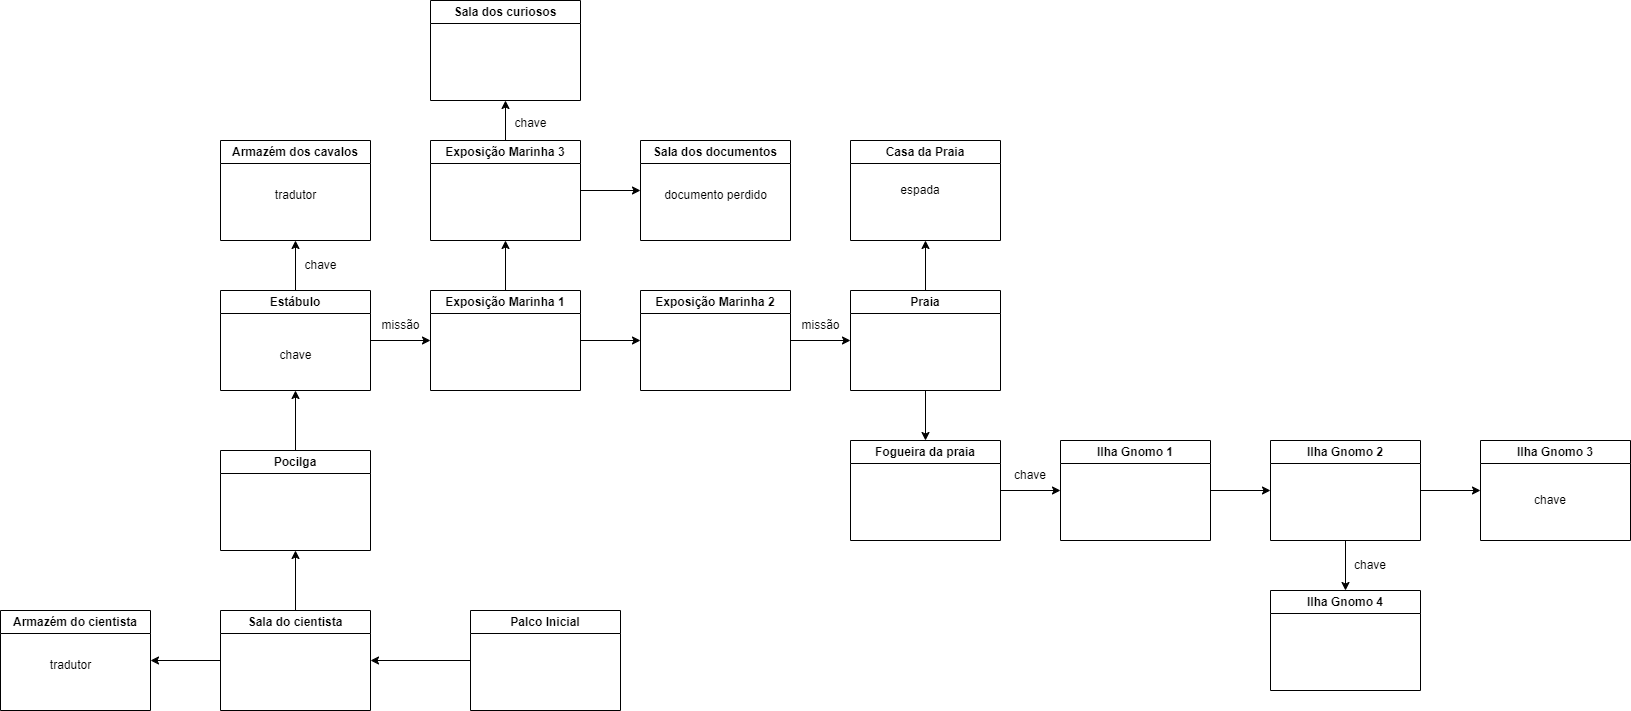 Sala dos curiosos
chave
Armazém dos cavalos
Exposição Marinha 3
Sala dos documentos
Casa da Praia
tradutor
documento perdido
espada
chave
Estábulo
Exposição Marinha 1
Exposição Marinha 2
Praia
missão
missão
chave
Pocilga
Fogueira da praia
Ilha Gnomo 1
Ilha Gnomo 2
Ilha Gnomo 3
chave
chave
chave
Ilha Gnomo 4
Armazém do cientista
Sala do cientista
Palco Inicial
tradutor